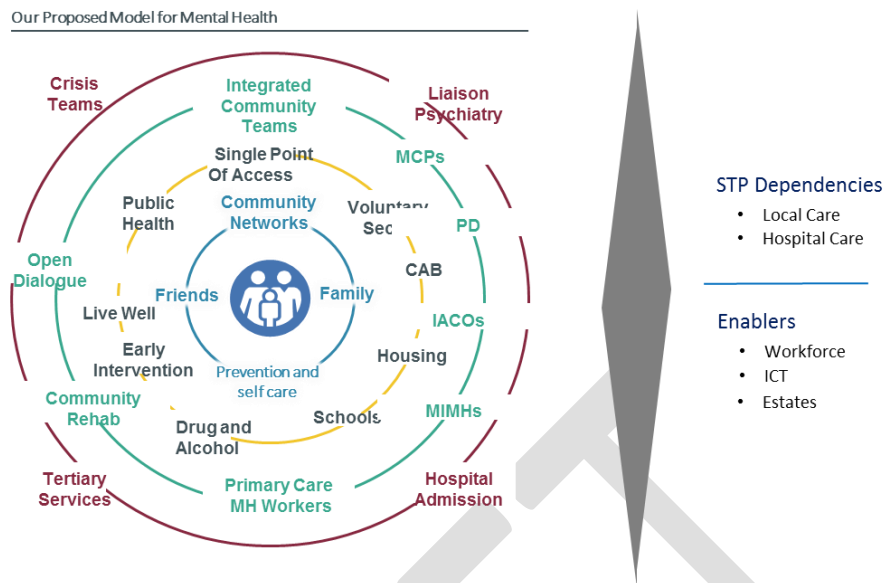 Our Proposed Model for Mental Health
Crisis
Teams
Integrated
Community
Teams
Liaison
Psychiatry
Single Point
Of Access
MCPs
Public
Health
Community
Networks
Voluntary
Sec
PD
Open
Dialogue
Friends
Family
CAB
Live Well
IACOs
Early
Intervention
Prevention and
self care
Housing
Community
Rehab
Drug and
Alcohol
Schools
MIMHs
Tertiary
Services
Primary Care
MH Workers
Hospital
Admission
STP Dependencies
• Local Care
• Hospital Care
Enablers
• Workforce
• ICT
• Estates